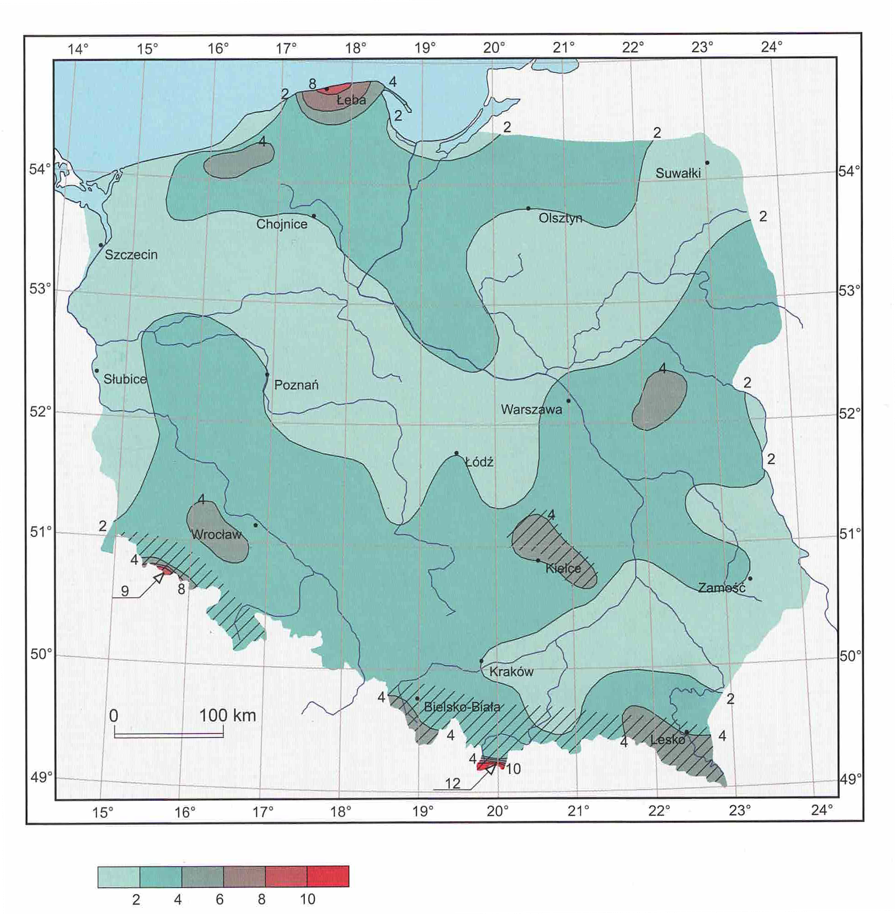 14° 15° 16° 17° 18° 19° 20° 21° 22° 23° 24°
8 4
2 Łeba
2
4 2 2
54° Suwałki 54°
Chojnice Olsztyn 2
Szczecin
53° 53°
4
Słubice Poznań 2
52° Warszawa 52°
Łódź 2
4 4
2 Wrocław 51° 51°
4 Kielce
9 8 Zamość
50° Kraków 50°
4 Bielsko-Biała 2
0 100 km 4 4 Lesko 4
4 10
49° 12 49°
15° 16° 17° 18° 19° 20° 21° 22° 23° 24°
2 4 6 8 10